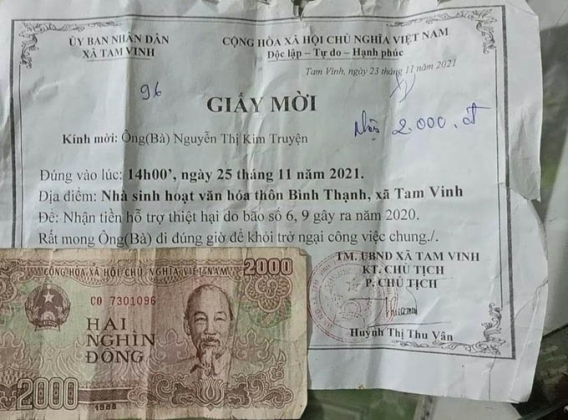 ỦY BAN NHÂN DÂN
XÃ TAM VINH
CỘNG HÒA XÃ HỘI CHỦ NGHĨA VIỆT NAM
Độc lập – Tự do – Hạnh phúc
Tam Vinh, ngày 23 tháng 11 năm 2021
96
GIẤY MỜI
Kính mời: Ông(Bà) Nguyễn Thị Kim Truyện
2.000.đ
Đúng vào lúc: 14h00’, ngày 25 tháng 11 năm 2021.
Địa điểm: Nhà sinh hoạt văn hóa thôn Bình Thạnh, xã Tam Vinh
Để: Nhận tiền hỗ trợ thiệt hại do bão số 6, 9 gây ra năm 2020.
Rất mong Ông(Bà) đi đúng giờ để khỏi trở ngại công việc chung./.
TM. UBND XÃ TAM VINH
KT. CHỦ TỊCH
P. CHỦ TỊCH
Huỳnh Thị Thu Vân
CỘNG HÒA XÃ HỘI CHỦ NGHĨA VIỆT NAM
2000
CO 7301096
HAI
NGHÌN
ĐỒNG
2000
1988